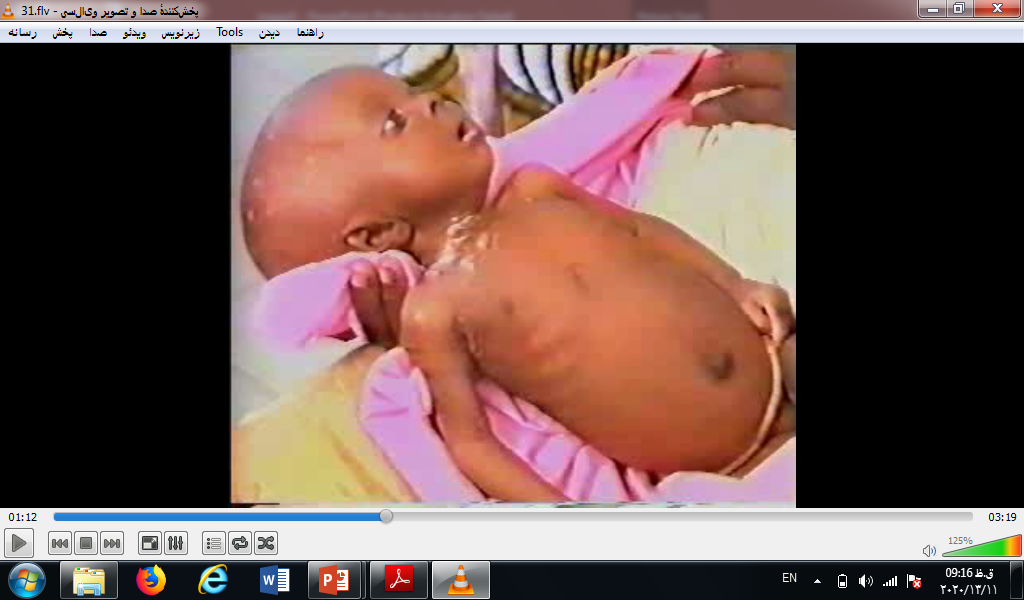 31.flv - پخش‌کنندهٔ صدا و تصویر وی‌ال‌سی
رسانه پخش صدا ویدئو زیرنویس Tools دیدن راهنما
01:12 03:19
125%
EN
09:16 ق.ظ
۲۰۲۰/۱۳/۱۱